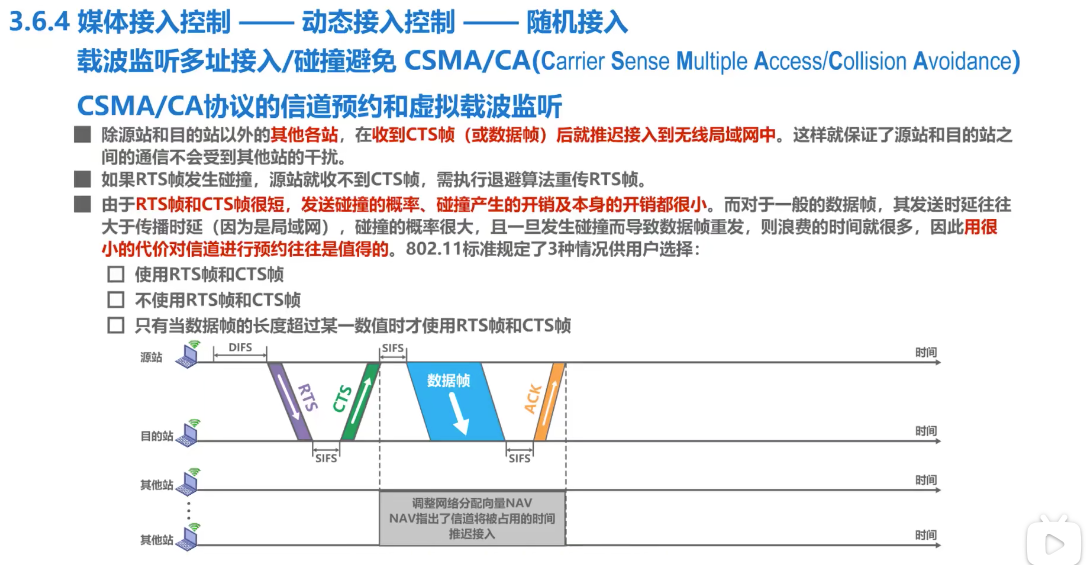 3.6.4 媒体接入控制 —— 动态接入控制 —— 随机接入
载波监听多址接入/碰撞避免 CSMA/CA(Carrier Sense Multiple Access/Collision Avoidance)
CSMA/CA协议的信道预约和虚拟载波监听
除源站和目的站以外的其他各站，在收到CTS帧（或数据帧）后就推迟接入到无线局域网中。这样就保证了源站和目的站之
间的通信不会受到其他站的干扰。
如果RTS帧发生碰撞，源站就收不到CTS帧，需执行退避算法重传RTS帧。
由于RTS帧和CTS帧很短，发送碰撞的概率、碰撞产生的开销及本身的开销都很小。而对于一般的数据帧，其发送时延往往
大于传播时延（因为是局域网），碰撞的概率很大，且一旦发生碰撞而导致数据帧重发，则浪费的时间就很多，因此用很
小的代价对信道进行预约往往是值得的。802.11标准规定了3种情况供用户选择：
使用RTS帧和CTS帧
不使用RTS帧和CTS帧
只有当数据帧的长度超过某一数值时才使用RTS帧和CTS帧
源站
DIFS
SIFS
时间
RTS
CTS
数据帧
ACK
目的站
时间
SIFS
SIFS
其他站
时间
调整网络分配向量NAV
NAV指出了信道将被占用的时间
推迟接入
其他站
时间